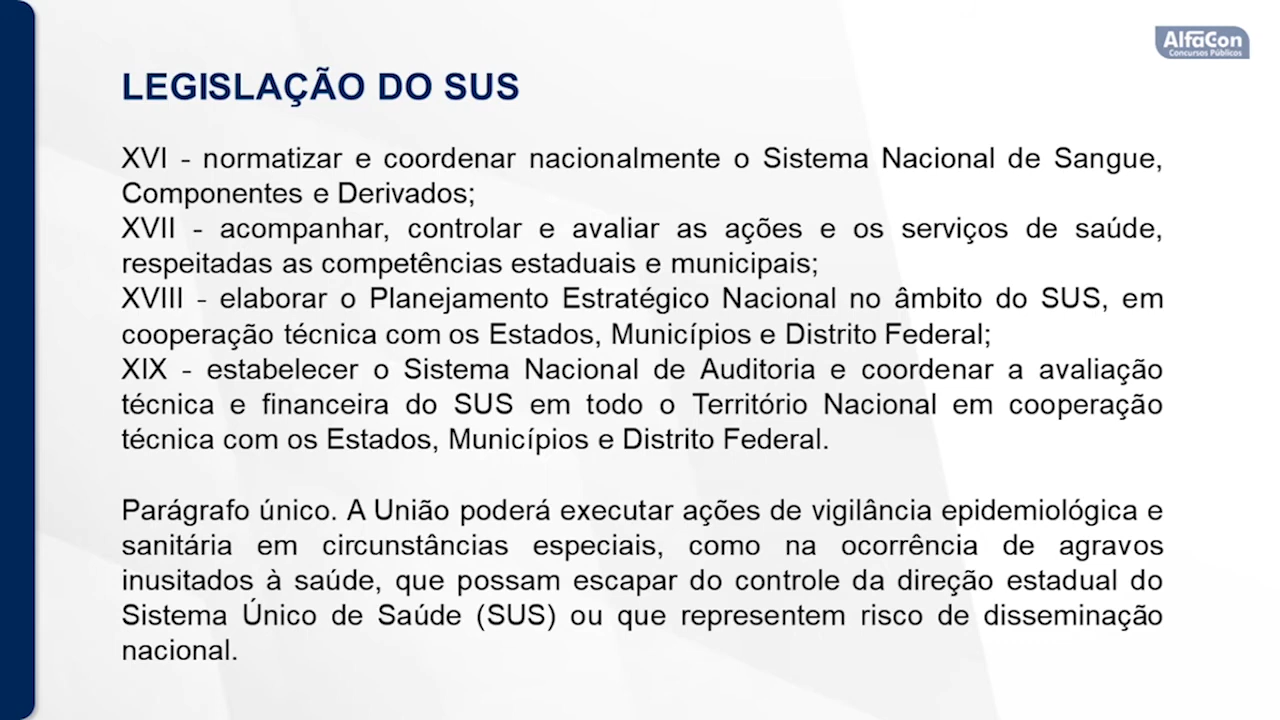 AlfaCon
Concursos Públicos
LEGISLAÇÃO DO SUS
XVI - normatizar e coordenar nacionalmente o Sistema Nacional de Sangue,
Componentes e Derivados;
XVII - acompanhar, controlar e avaliar as ações e os serviços de saúde,
respeitadas as competências estaduais e municipais;
XVIII - elaborar o Planejamento Estratégico Nacional no âmbito do SUS, em
cooperação técnica com os Estados, Municípios e Distrito Federal;
XIX - estabelecer o Sistema Nacional de Auditoria e coordenar a avaliação
técnica e financeira do SUS em todo o Território Nacional em cooperação
técnica com os Estados, Municípios e Distrito Federal.
Parágrafo único. A União poderá executar ações de vigilância epidemiológica e
sanitária em circunstâncias especiais, como na ocorrência de agravos
inusitados à saúde, que possam escapar do controle da direção estadual do
Sistema Único de Saúde (SUS) ou que representem risco de disseminação
nacional.